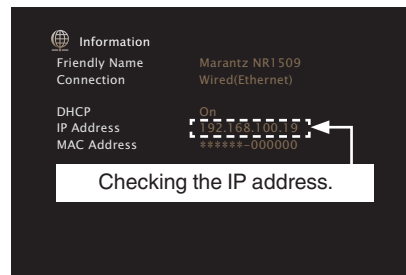 Information
Friendly Name Marantz NR1509
Connection Wired(Ethernet)
DHCP On
IP Address 192.168.100.19
MAC Address ******-000000
Checking the IP address.